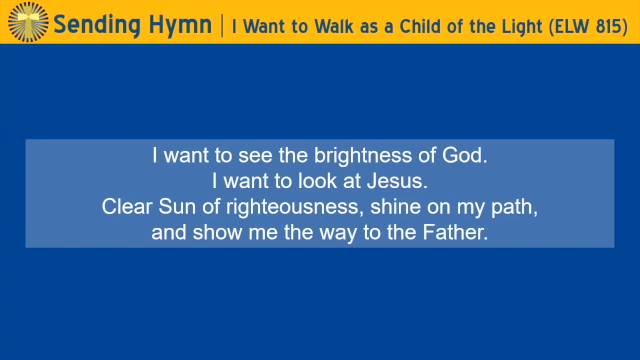 Sending Hymn | I Want to Walk as a Child of the Light (ELW 815)
I want to see the brightness of God.
I want to look at Jesus.
Clear Sun of righteousness, shine on my path,
and show me the way to the Father.